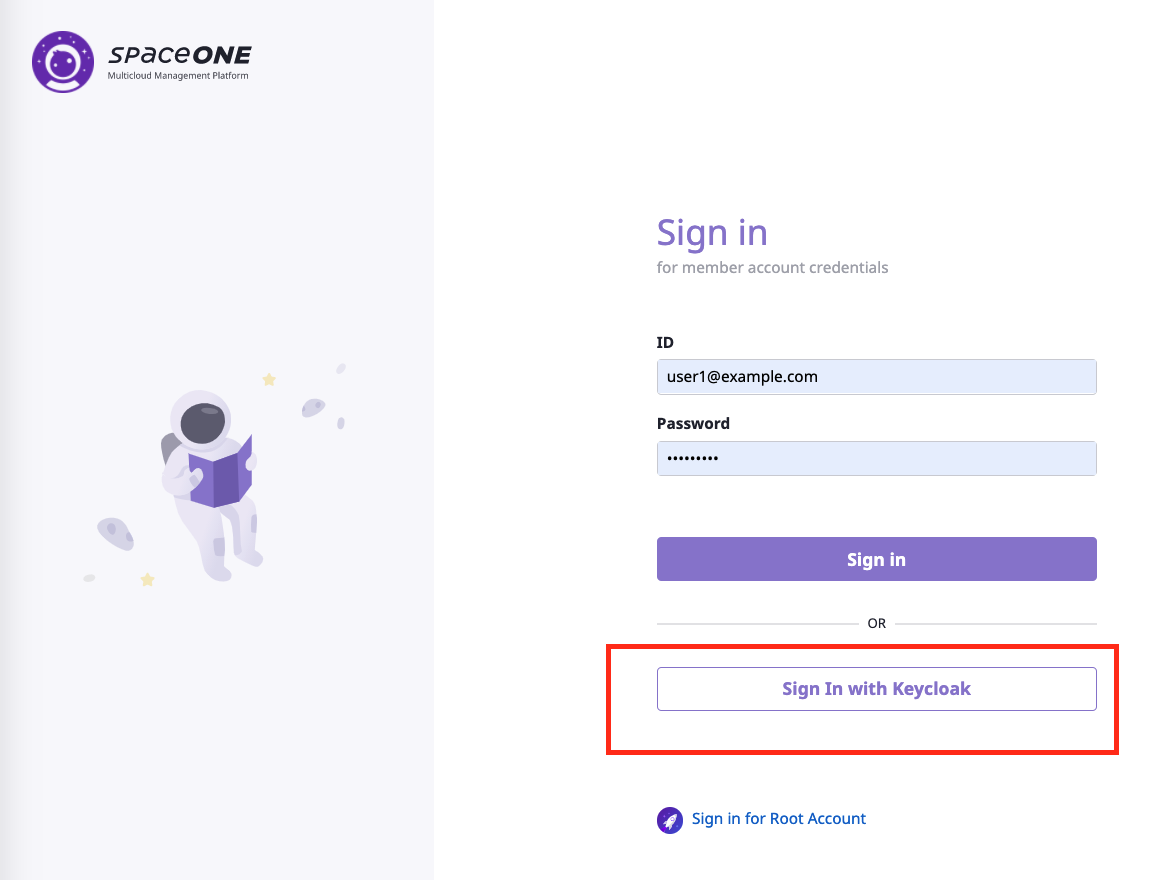 SPACEONE
Multicloud Management Platform
Sign in
for member account credentials
ID
user1@example.com
Password
•••••••••
Sign in
OR
Sign In with Keycloak
Sign in for Root Account